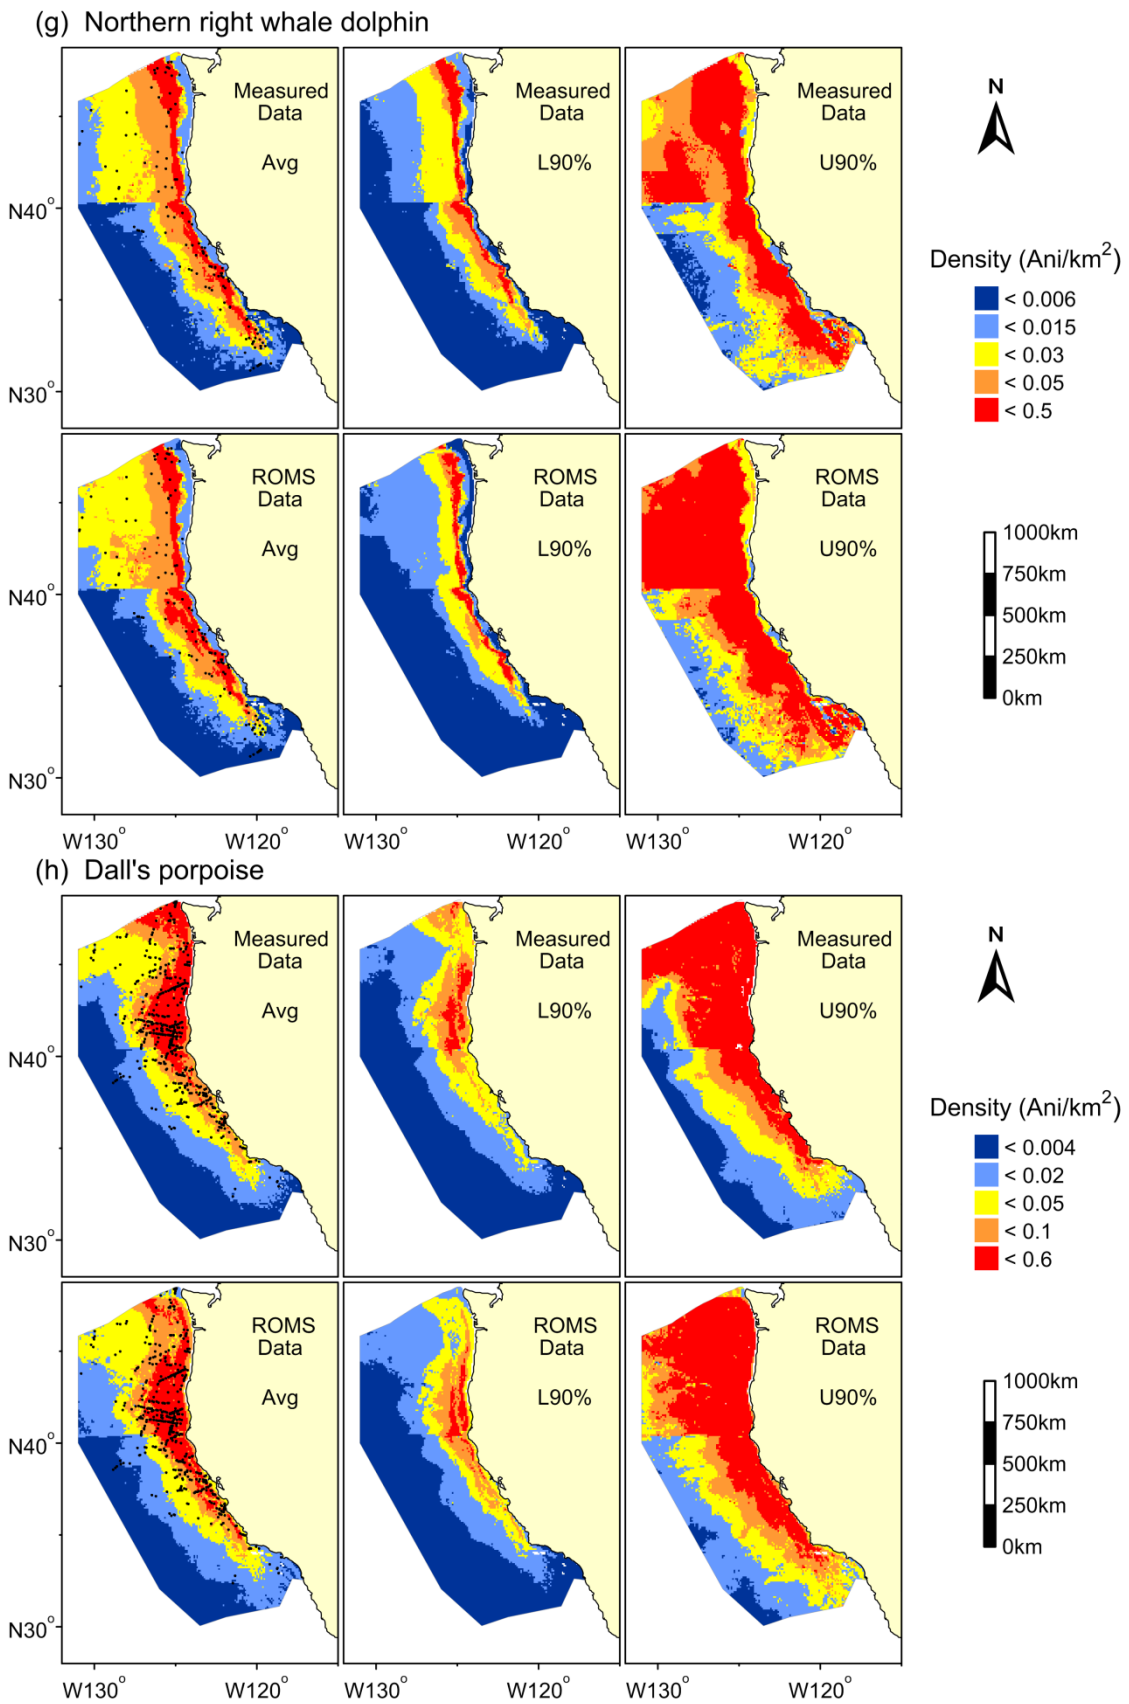 (g) Northern right whale dolphin
Measured
Data
Avg
Measured
Data
L90%
Measured
Data
U90%
N
N40°
N30°
Density (Ani/km²)
< 0.006
< 0.015
< 0.03
< 0.05
< 0.5
ROMS
Data
Avg
ROMS
Data
L90%
ROMS
Data
U90%
N40°
N30°
1000km
750km
500km
250km
0km
W130° W120°
W130° W120°
W130° W120°
(h) Dall's porpoise
Measured
Data
Avg
Measured
Data
L90%
Measured
Data
U90%
N
N40°
N30°
Density (Ani/km²)
< 0.004
< 0.02
< 0.05
< 0.1
< 0.6
ROMS
Data
Avg
ROMS
Data
L90%
ROMS
Data
U90%
N40°
N30°
1000km
750km
500km
250km
0km
W130° W120°
W130° W120°
W130° W120°